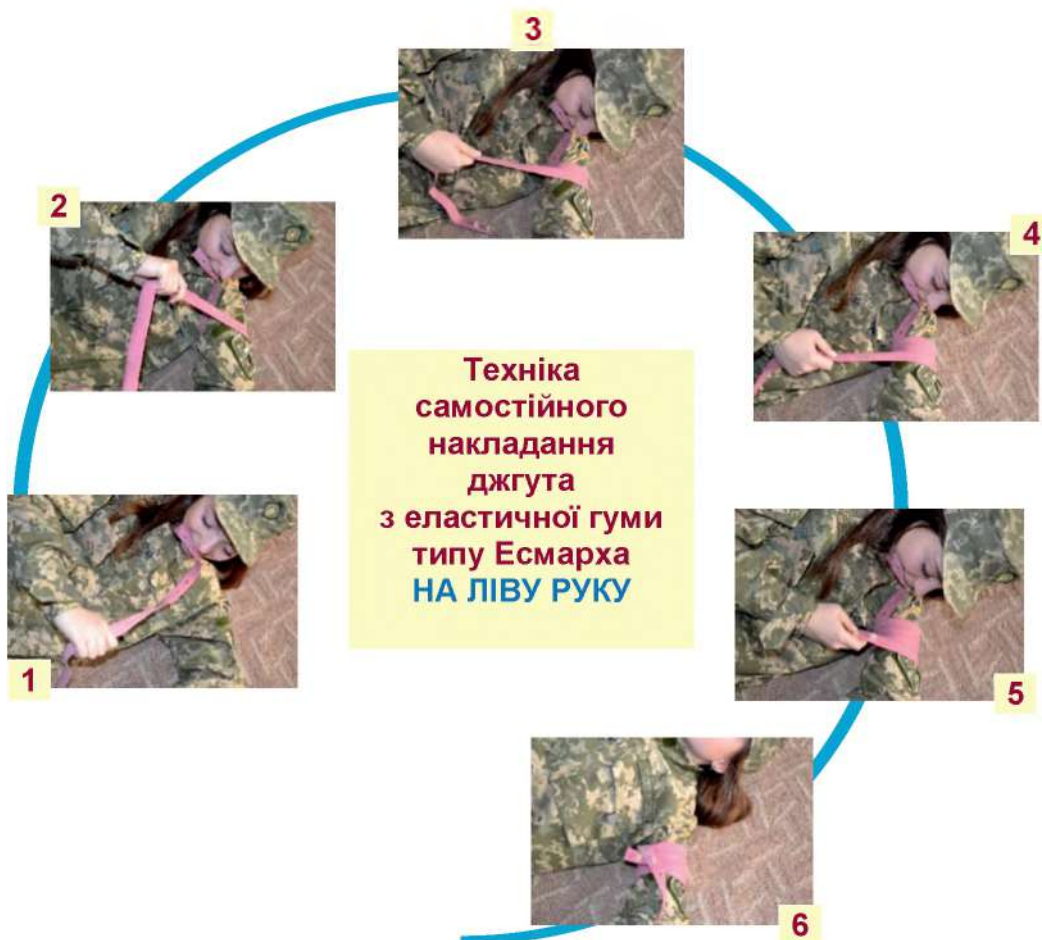 3
2
4
Техніка
самостійного
накладання
джгута
з еластичної гуми
типу Есмарха
НА ЛІВУ РУКУ
1
5
6